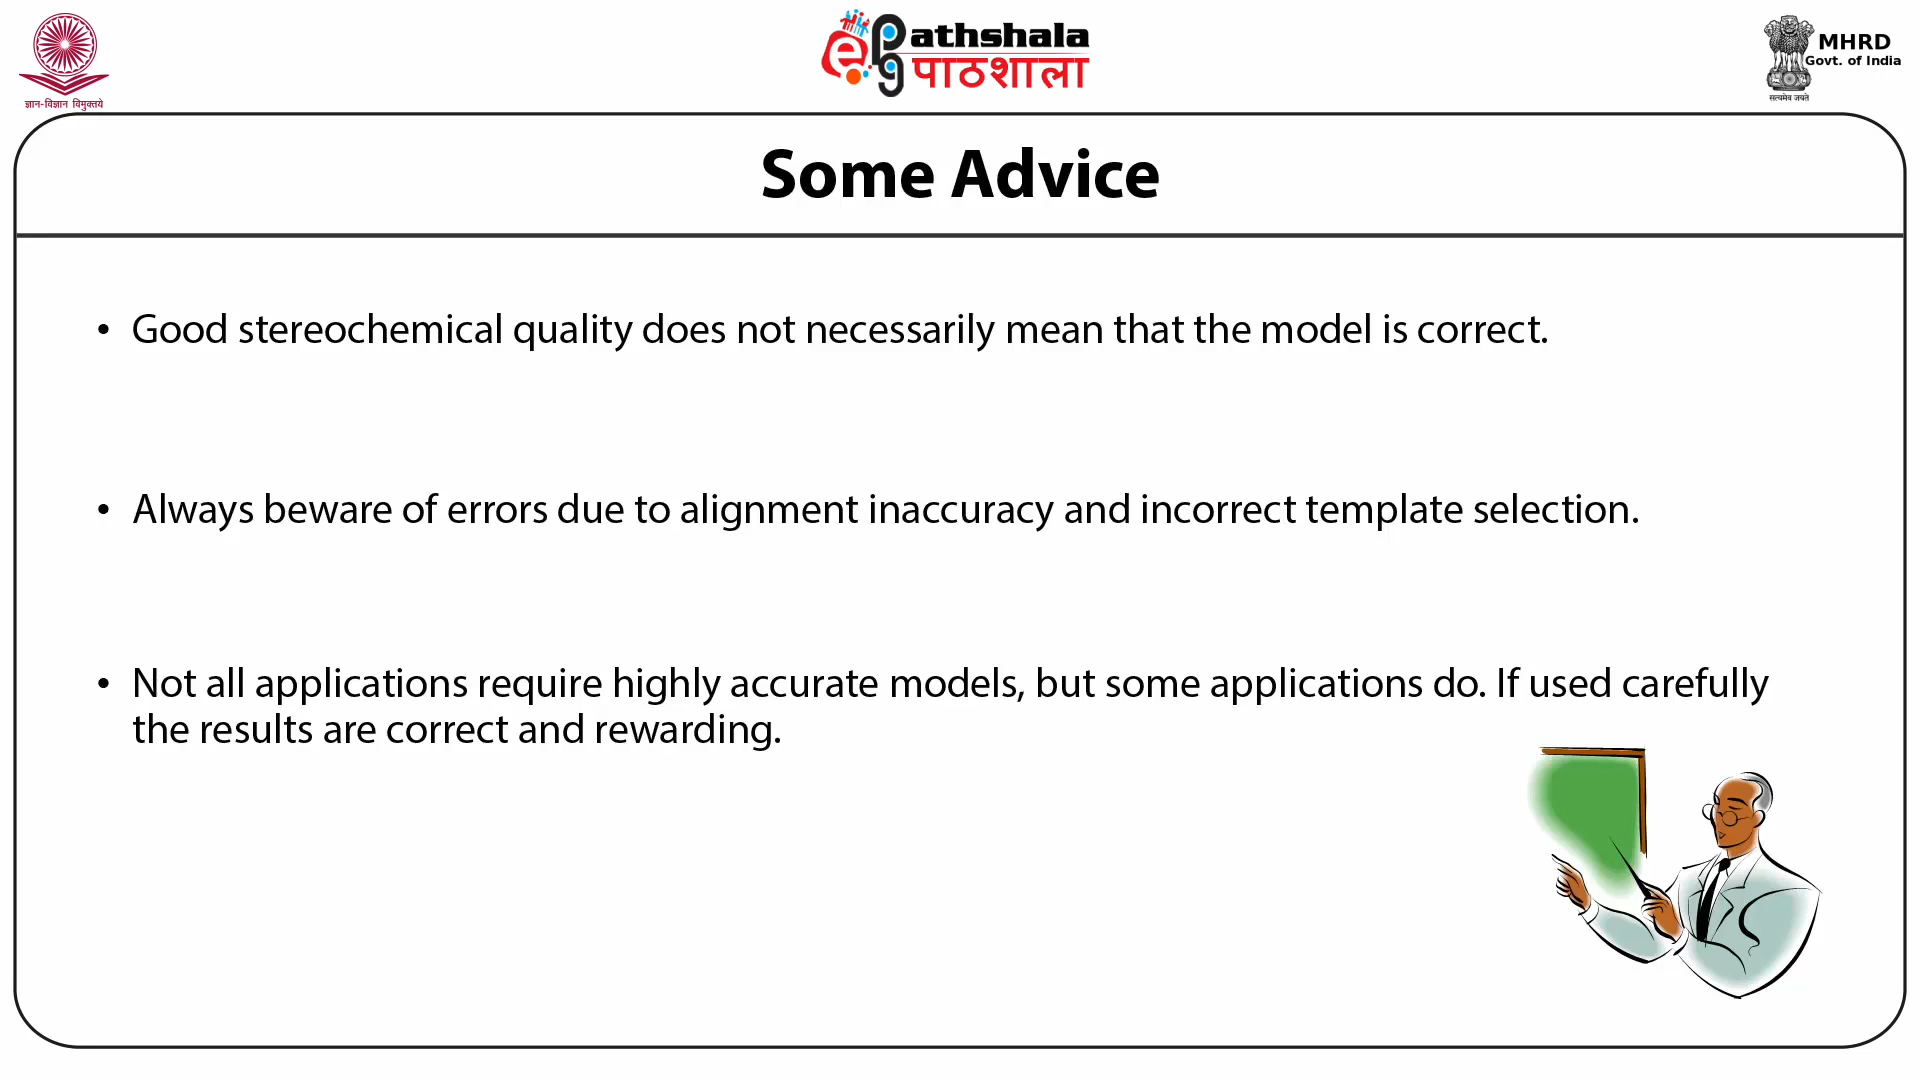 ज्ञान-विज्ञान विमुक्तये
ePathshala
पाठशाला
MHRD
Govt. of India
सत्यमेव जयते
Some Advice
• Good stereochemical quality does not necessarily mean that the model is correct.
• Always beware of errors due to alignment inaccuracy and incorrect template selection.
• Not all applications require highly accurate models, but some applications do. If used carefully
the results are correct and rewarding.